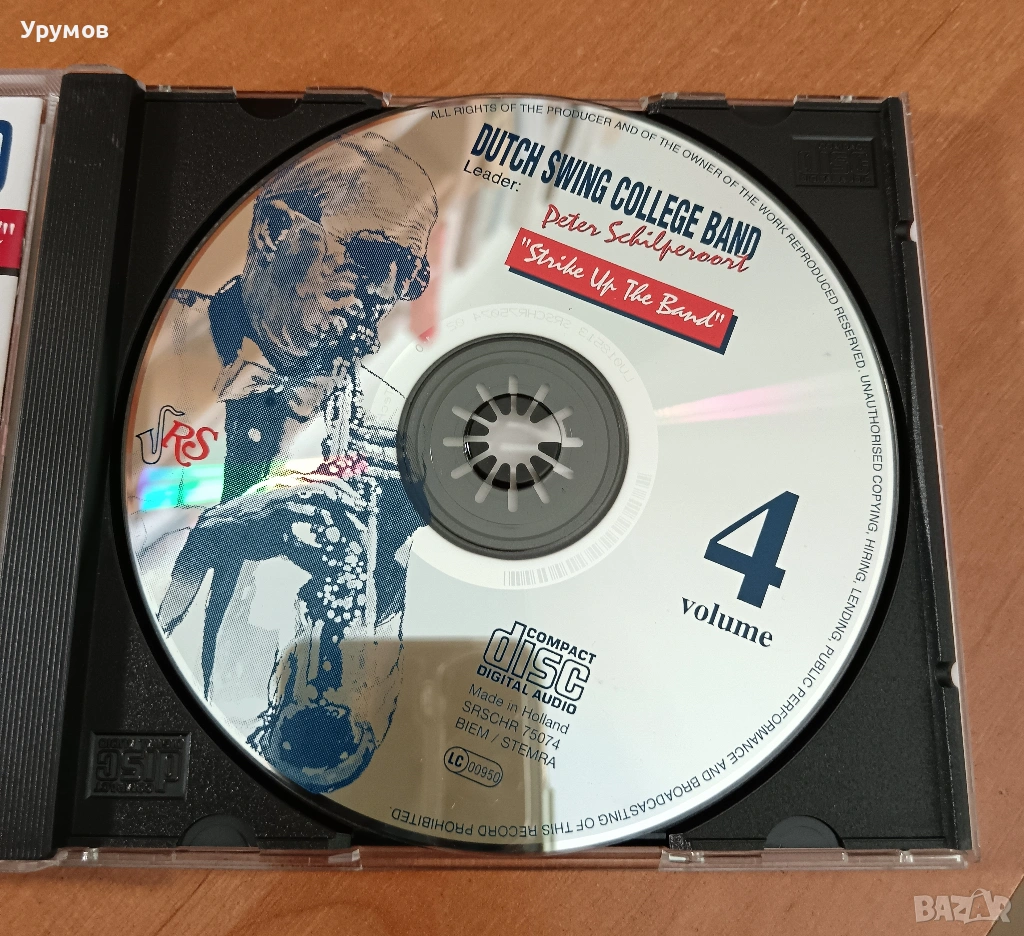 Урумов
ALL RIGHTS OF THE PRODUCER AND OF THE OWNER OF THE WORK REPRODUCED RESERVED. UNAUTHORISED COPYING, HIRING, LENDING, PUBLIC PERFORMANCE AND BROADCASTING OF THIS RECORD PROHIBITED.
DUTCH SWING COLLEGE BAND
Leader:
Peter Schilperoort
"Strike Up The Band"
JRS
4
volume
COMPACT
disc
DIGITAL AUDIO
Made in Holland
SRSCHR 75074
BIEM / STEMRA
LC 00950
BAZAR